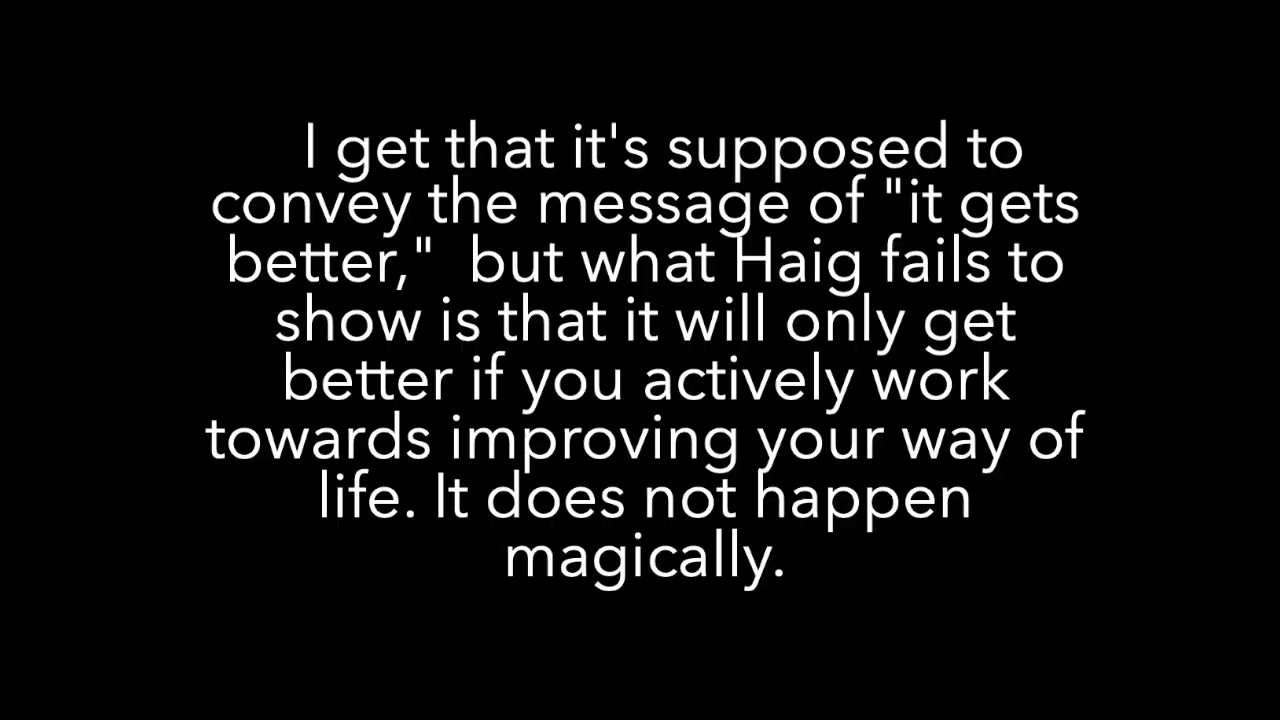 I get that it's supposed to
convey the message of "it gets
better,"  but what Haig fails to
show is that it will only get
better if you actively work
towards improving your way of
life. It does not happen
magically.